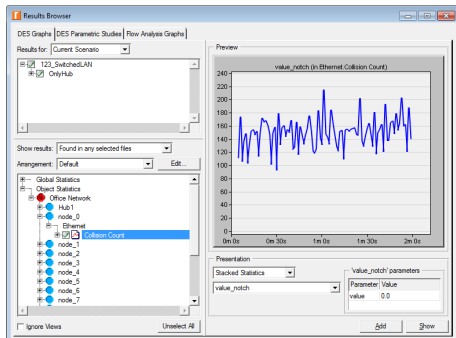 Results Browser
DES Graphs DES Parametric Studies Flow Analysis Graphs
Results for: Current Scenario
123_SwitchedLAN
OnlyHub
Show results: Found in any selected files
Arrangement: Default Edit...
Global Statistics
Object Statistics
Office Network
Hub1
node_0
Ethernet
Collision Count
node_1
node_2
node_3
node_4
node_5
node_6
node_7
Ignore Views Unselect All
Preview
value_notch (in Ethernet.Collision Count)
240
220
200
180
160
140
120
100
80
60
40
20
0
0m 0s 0m 30s 1m 0s 1m 30s 2m 0s
Presentation
Stacked Statistics
value_notch
'value_notch' parameters
Parameter Value
value 0.0
Add Show